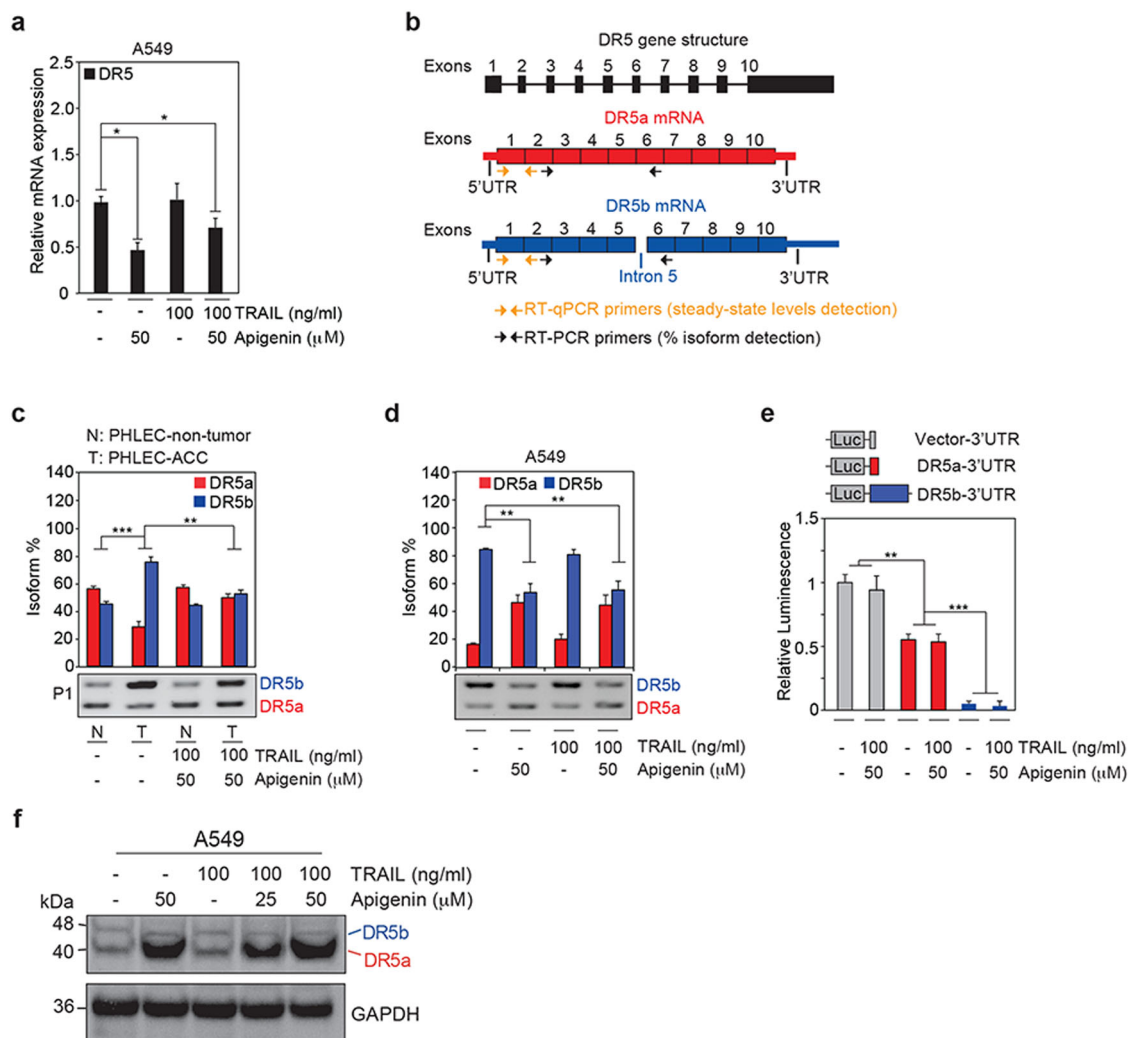 a
A549
DR5
Relative mRNA expression
2.5
2.0
1.5
1.0
0.5
0
*
*
- - 100 100 TRAIL (ng/ml)
- 50 - 50 Apigenin (µM)
b
DR5 gene structure
Exons 1 2 3 4 5 6 7 8 9 10
DR5a mRNA
Exons 1 2 3 4 5 6 7 8 9 10
5'UTR 3'UTR
DR5b mRNA
Exons 1 2 3 4 5 6 7 8 9 10
5'UTR 3'UTR
Intron 5
RT-qPCR primers (steady-state levels detection)
RT-PCR primers (% isoform detection)
c
N: PHLEC-non-tumor
T: PHLEC-ACC
DR5a
DR5b
Isoform %
140
120
100
80
60
40
20
0
*** **
P1
DR5b
DR5a
N T N T
- - 100 100 TRAIL (ng/ml)
- - 50 50 Apigenin (µM)
d
A549
DR5a DR5b
Isoform %
140
120
100
80
60
40
20
0
**
**
DR5b
DR5a
- - 100 100 TRAIL (ng/ml)
- 50 - 50 Apigenin (µM)
e
Luc Vector-3'UTR
Luc DR5a-3'UTR
Luc DR5b-3'UTR
Relative Luminescence
1.5
1
0.5
0
**
***
- 100 - 100 - 100 TRAIL (ng/ml)
- 50 - 50 - 50 Apigenin (µM)
f
A549
- - 100 100 100 TRAIL (ng/ml)
- 50 - 25 50 Apigenin (µM)
kDa
48
40
DR5b
DR5a
36
GAPDH